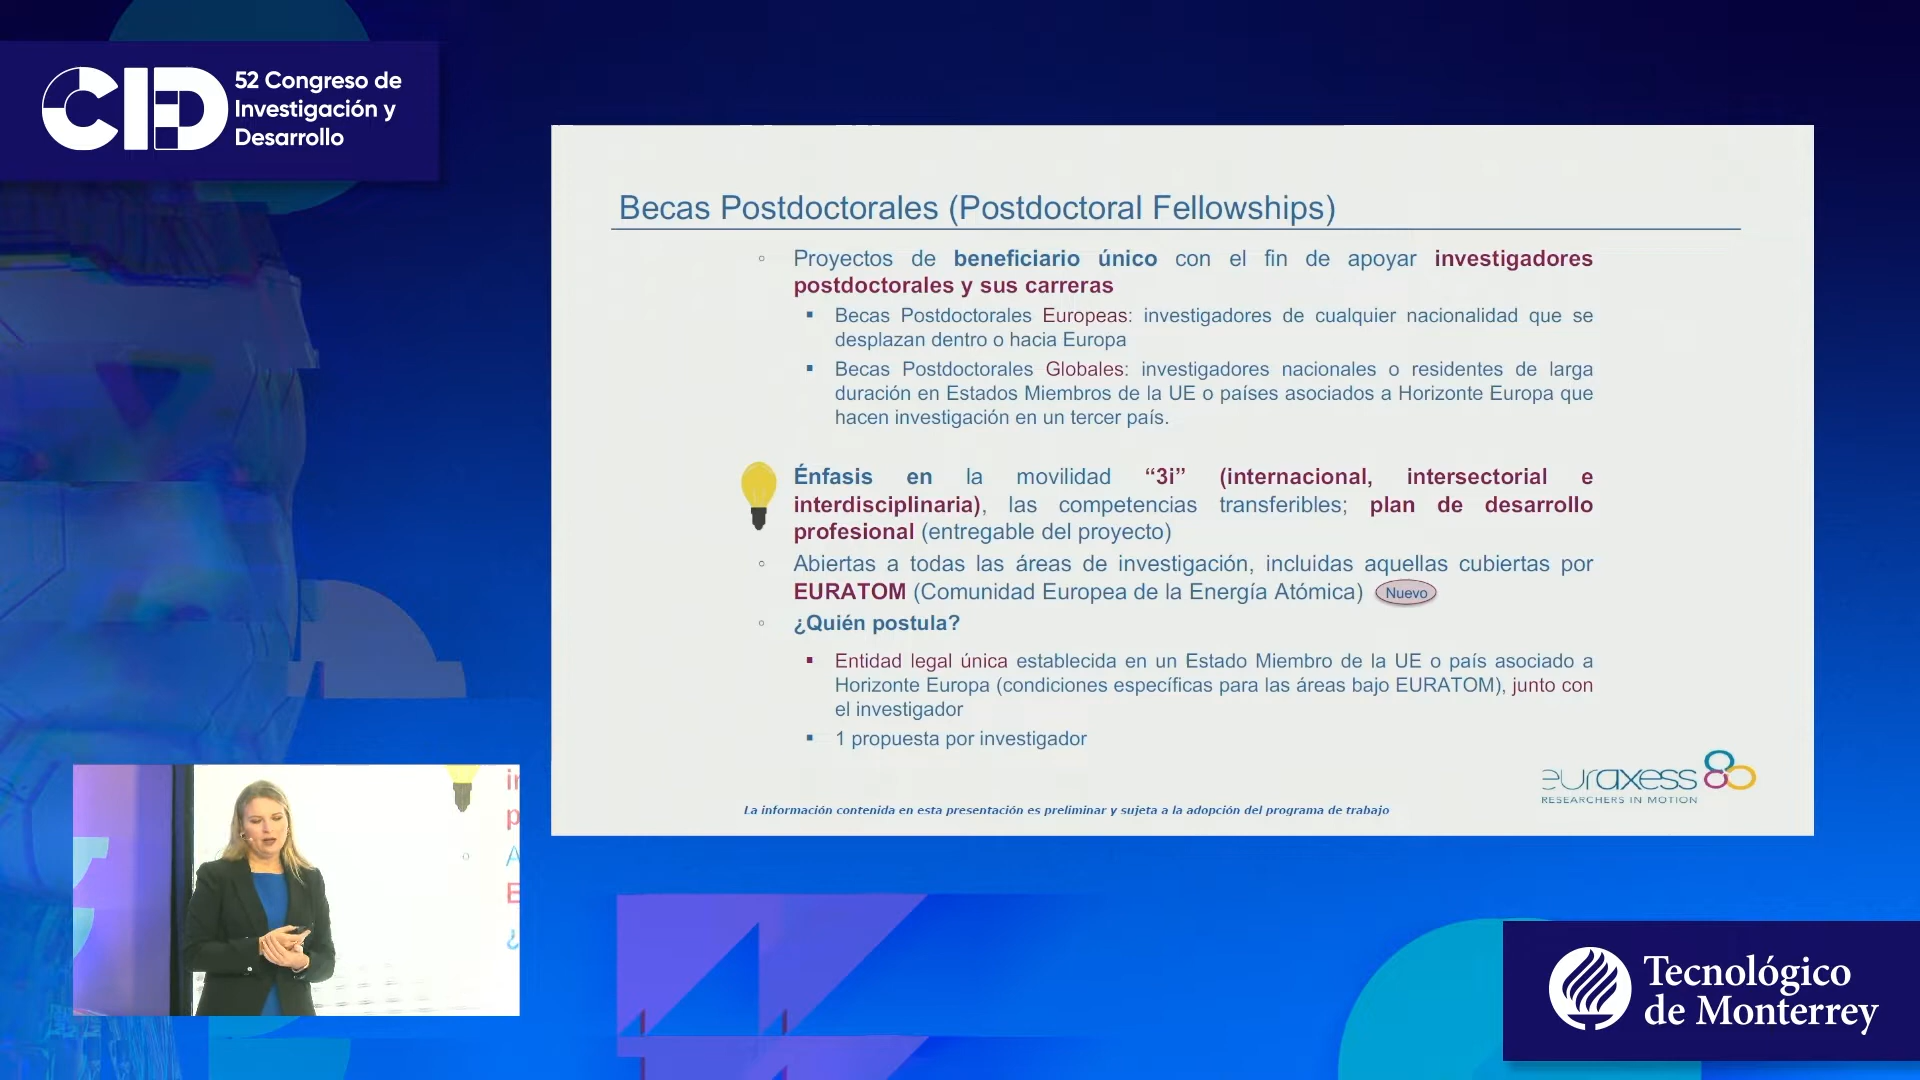 CID
52 Congreso de
Investigación y
Desarrollo
Becas Postdoctorales (Postdoctoral Fellowships)
Proyectos de beneficiario único con el fin de apoyar investigadores
postdoctorales y sus carreras
Becas Postdoctorales Europeas: investigadores de cualquier nacionalidad que se
desplazan dentro o hacia Europa
Becas Postdoctorales Globales: investigadores nacionales o residentes de larga
duración en Estados Miembros de la UE o países asociados a Horizonte Europa que
hacen investigación en un tercer país.
Énfasis en la movilidad “3i” (internacional, intersectorial e
interdisciplinaria), las competencias transferibles; plan de desarrollo
profesional (entregable del proyecto)
Abiertas a todas las áreas de investigación, incluidas aquellas cubiertas por
EURATOM (Comunidad Europea de la Energía Atómica) Nuevo
¿Quién postula?
Entidad legal única establecida en un Estado Miembro de la UE o país asociado a
Horizonte Europa (condiciones específicas para las áreas bajo EURATOM), junto con
el investigador
1 propuesta por investigador
euraxess
RESEARCHERS IN MOTION
La información contenida en esta presentación es preliminar y sujeta a la adopción del programa de trabajo
Tecnológico
de Monterrey